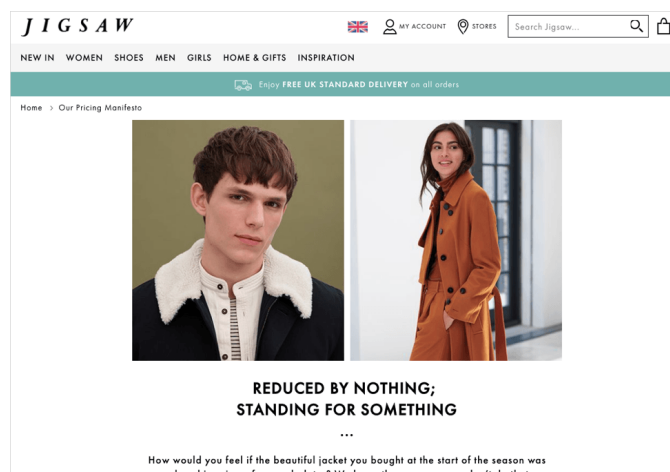 JIGSAW
MY ACCOUNT
STORES
Search Jigsaw...
NEW IN WOMEN SHOES MEN GIRLS HOME & GIFTS INSPIRATION
Enjoy FREE UK STANDARD DELIVERY on all orders
Home > Our Pricing Manifesto
REDUCED BY NOTHING;
STANDING FOR SOMETHING
...
How would you feel if the beautiful jacket you bought at the start of the season was